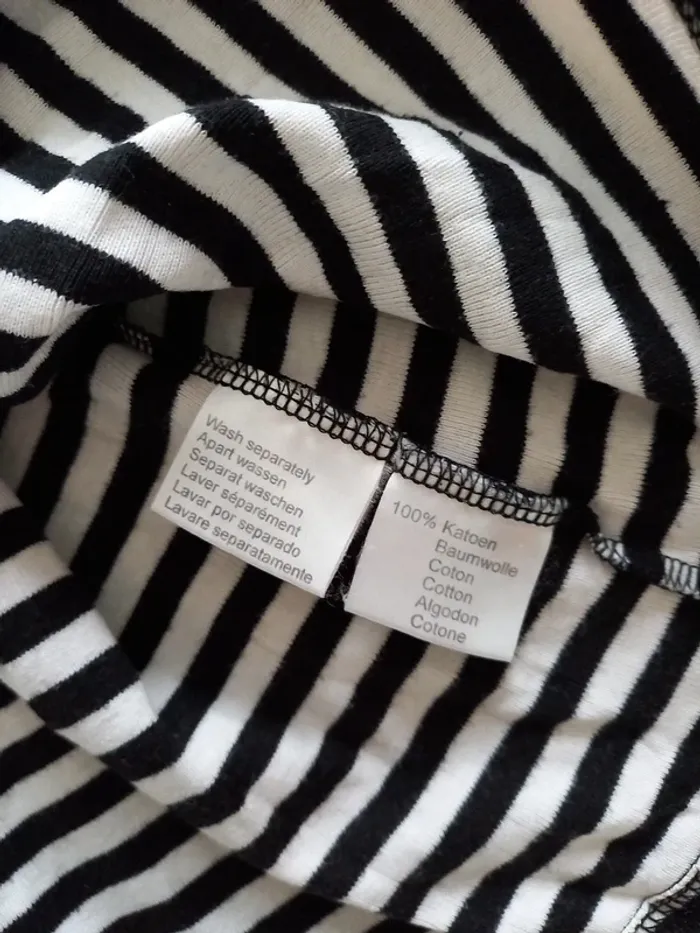 Wash separately
Apart wassen
Separat waschen
Laver séparément
Lavar por separado
Lavare separatamente
100% Katoen
Baumwolle
Coton
Cotton
Algodon
Cotone